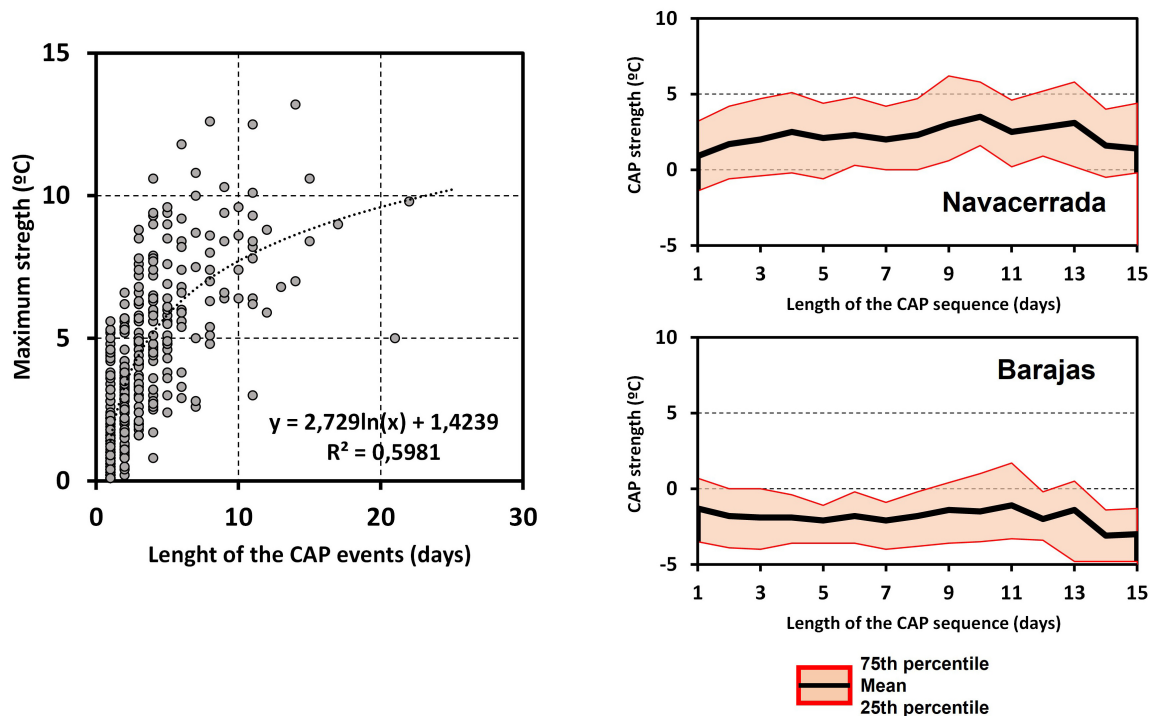 15
10
5
0
Maximum stregth (ºC)
y = 2,729ln(x) + 1,4239
R² = 0,5981
0
10
20
30
Lenght of the CAP events (days)
10
5
0
-5
CAP strength (ºC)
Navacerrada
1
3
5
7
9
11
13
15
Length of the CAP sequence (days)
10
5
0
-5
CAP strength (ºC)
Barajas
1
3
5
7
9
11
13
15
Length of the CAP sequence (days)
75th percentile
Mean
25th percentile